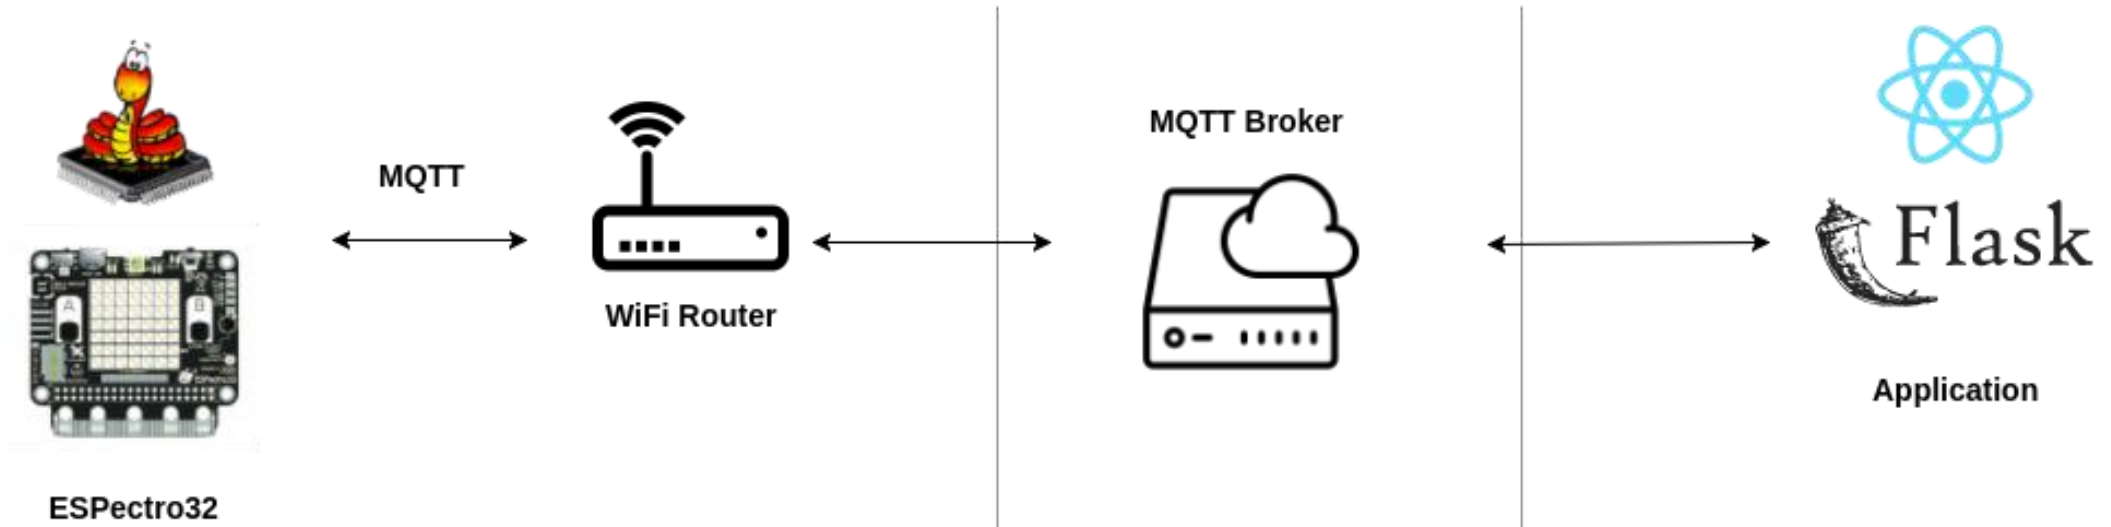 MQTT
MQTT Broker
Flask
WiFi Router
A
B
Application
ESPectro32